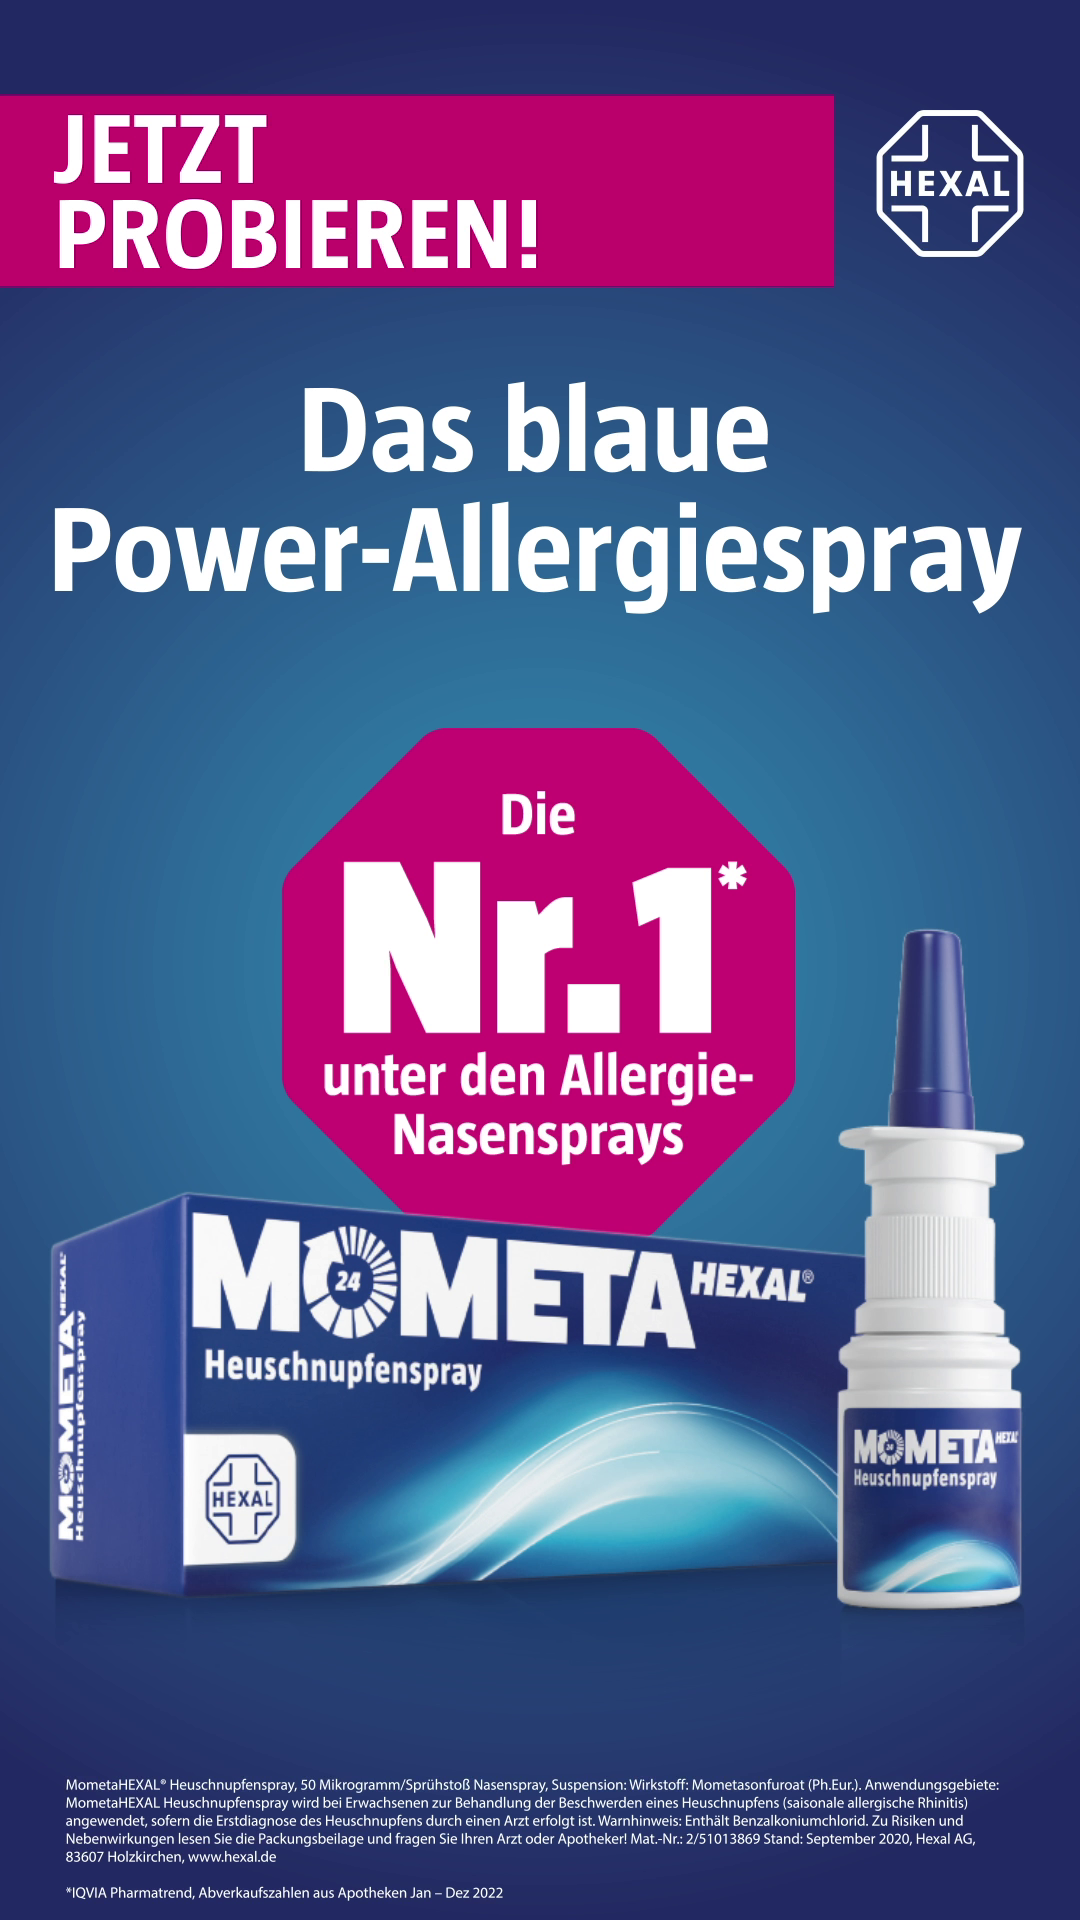 JETZT
PROBIEREN!
HEXAL
Das blaue
Power-Allergiespray
Die
Nr.1*
unter den Allergie-
Nasensprays
MOMETA HEXAL®
24
Heuschnupfenspray
HEXAL
MOMETA HEXAL®
Heuschnupfenspray
MOMETA HEXAL®
24
Heuschnupfenspray
MometaHEXAL® Heuschnupfenspray, 50 Mikrogramm/Sprühstoß Nasenspray, Suspension: Wirkstoff: Mometasonfuroat (Ph.Eur.). Anwendungsgebiete:
MometaHEXAL Heuschnupfenspray wird bei Erwachsenen zur Behandlung der Beschwerden eines Heuschnupfens (saisonale allergische Rhinitis)
angewendet, sofern die Erstdiagnose des Heuschnupfens durch einen Arzt erfolgt ist. Warnhinweis: Enthält Benzalkoniumchlorid. Zu Risiken und
Nebenwirkungen lesen Sie die Packungsbeilage und fragen Sie Ihren Arzt oder Apotheker! Mat.-Nr.: 2/51013869 Stand: September 2020, Hexal AG,
83607 Holzkirchen, www.hexal.de
*IQVIA Pharmatrend, Abverkaufszahlen aus Apotheken Jan – Dez 2022